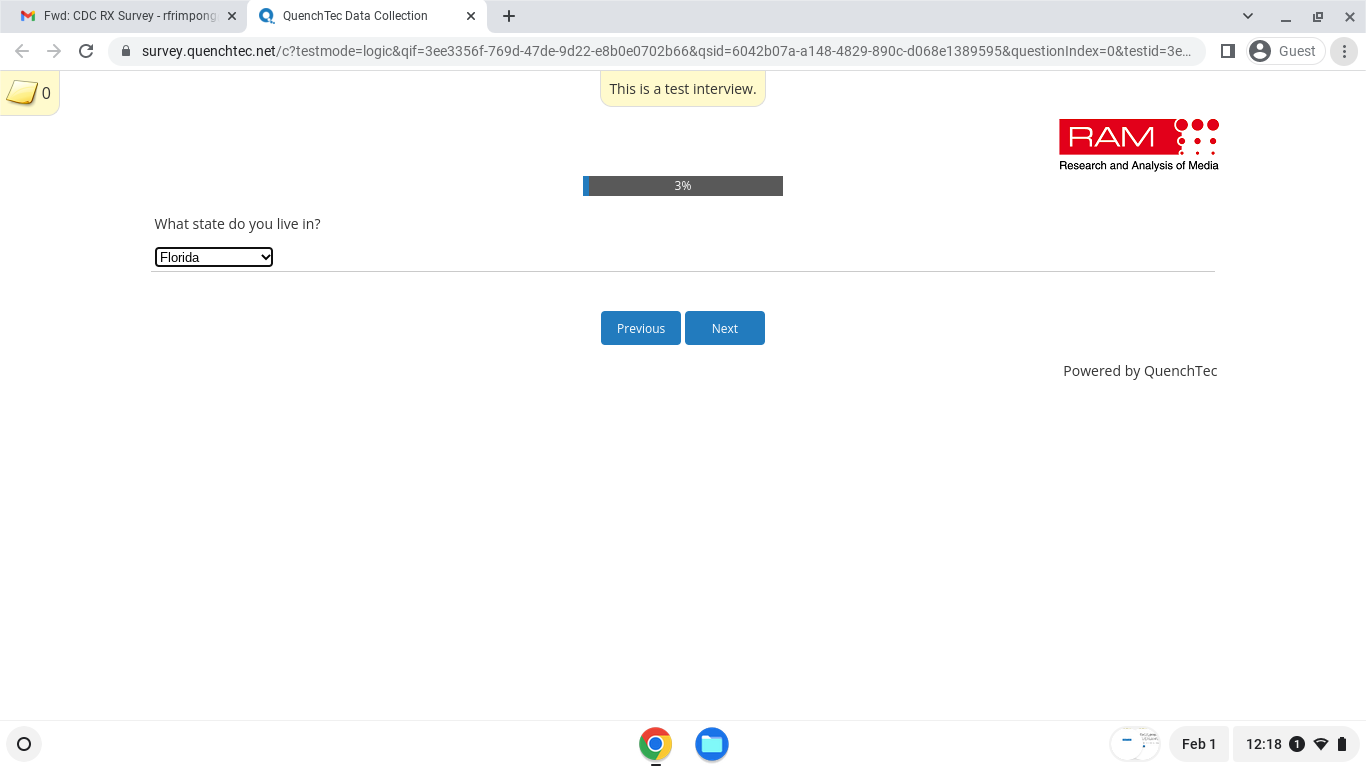 Fwd: CDC RX Survey - rfrimpong
QuenchTec Data Collection
survey.quenchtec.net/c?testmode=logic&qif=3ee3356f-769d-47de-9d22-e8b0e0702b66&qsid=6042b07a-a148-4829-890c-d068e1389595&questionIndex=0&testid=3e...
Guest
0
This is a test interview.
RAM
Research and Analysis of Media
3%
What state do you live in?
Florida
Previous Next
Powered by QuenchTec
Feb 1
12:18 1